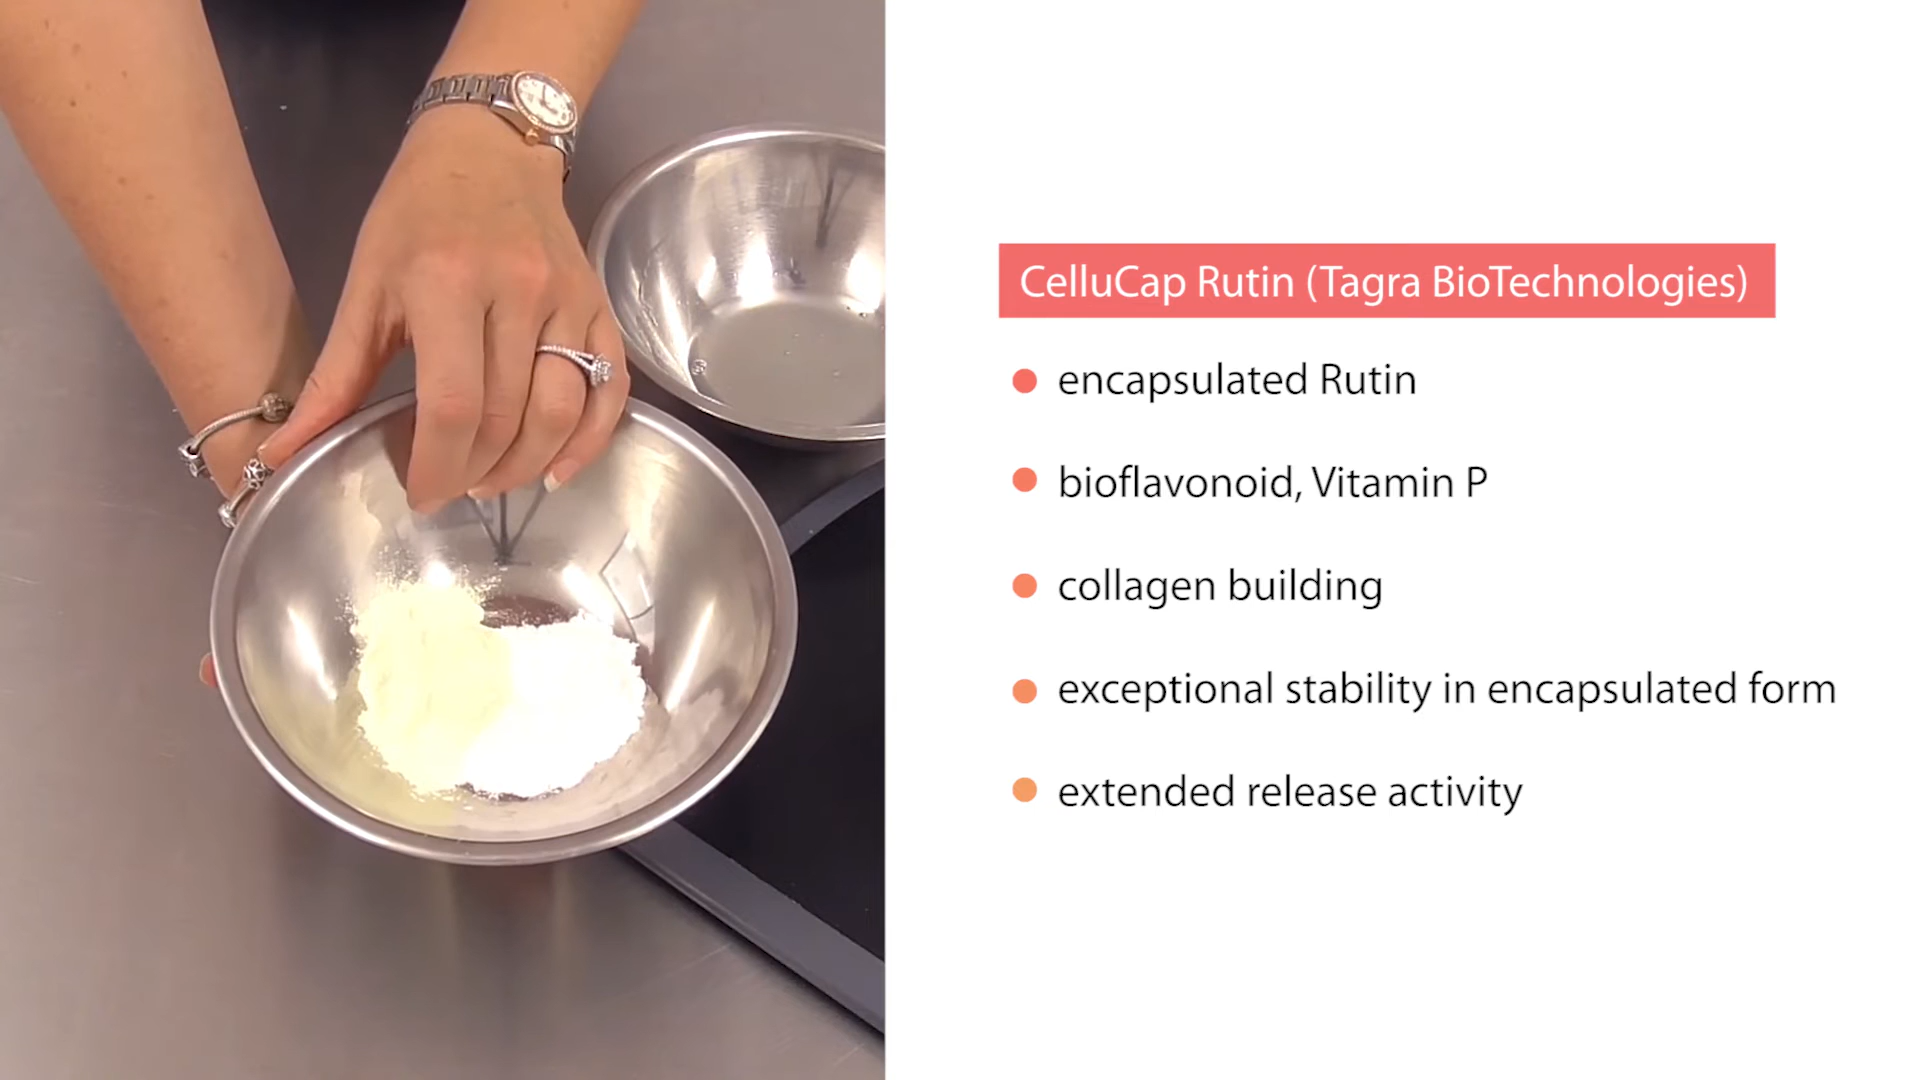 CelluCap Rutin (Tagra BioTechnologies)
encapsulated Rutin
bioflavonoid, Vitamin P
collagen building
exceptional stability in encapsulated form
extended release activity